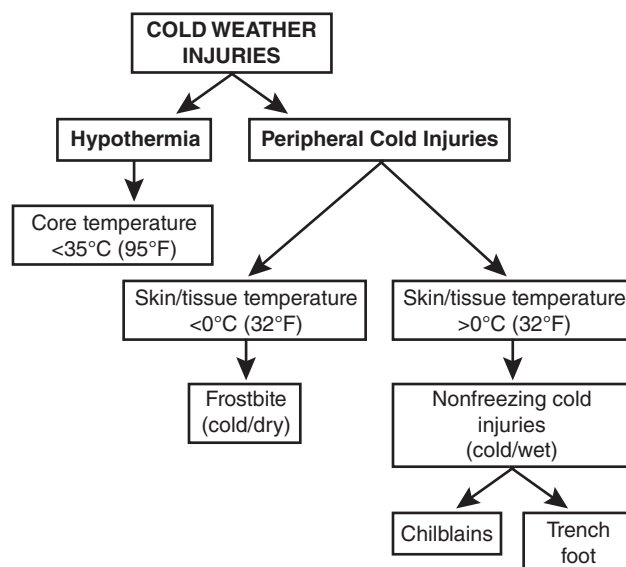 COLD WEATHER
INJURIES
Hypothermia
Peripheral Cold Injuries
Core temperature
<35°C (95°F)
Skin/tissue temperature
<0°C (32°F)
Skin/tissue temperature
>0°C (32°F)
Frostbite
(cold/dry)
Nonfreezing cold
injuries
(cold/wet)
Chilblains
Trench
foot